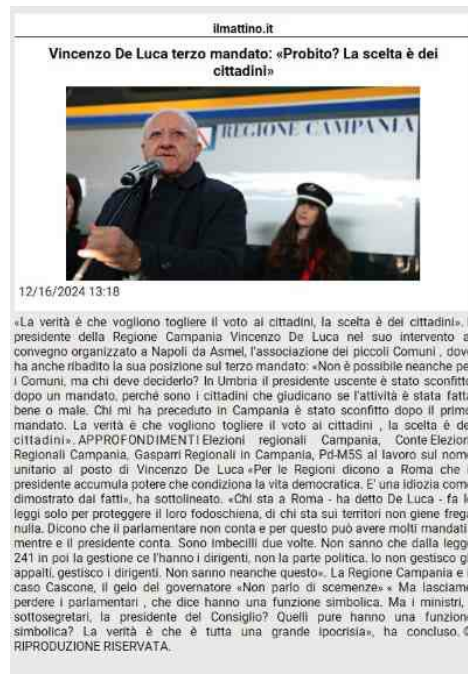 ilmattino.it
Vincenzo De Luca terzo mandato: «Probito? La scelta è dei
cittadini»
REGIONE CAMPANIA
12/16/2024 13:18
«La verità è che vogliono togliere il voto ai cittadini, la scelta è dei cittadini».
presidente della Regione Campania Vincenzo De Luca nel suo intervento a
convegno organizzato a Napoli da Asmel, l'associazione dei piccoli Comuni , dov
ha anche ribadito la sua posizione sul terzo mandato: «Non è possibile neanche pe
i Comuni, ma chi deve deciderlo? In Umbria il presidente uscente è stato sconfitt
dopo un mandato, perché sono i cittadini che giudicano se l'attività è stata fatt
bene o male. Chi mi ha preceduto in Campania è stato sconfitto dopo il prim
mandato. La verità è che vogliono togliere il voto ai cittadini , la scelta è de
cittadini». APPROFONDIMENTI Elezioni regionali Campania, Conte Elezion
Regionali Campania, Gasparri Regionali in Campania, Pd-M5S al lavoro sul nom
unitario al posto di Vincenzo De Luca «Per le Regioni dicono a Roma che i
presidente accumula potere che condiziona la vita democratica. E' una idiozia com
dimostrato dai fatti», ha sottolineato. «Chi sta a Roma - ha detto De Luca - fa l
leggi solo per proteggere il loro fodoschiena, di chi sta sui territori non giene freg
nulla. Dicono che il parlamentare non conta e per questo può avere molti mandati
mentre e il presidente conta. Sono Imbecilli due volte. Non sanno che dalla legg
241 in poi la gestione ce l'hanno i dirigenti, non la parte politica. Io non gestisco g
appalti, gestisco i dirigenti. Non sanno neanche questo». La Regione Campania e i
caso Cascone, il gelo del governatore «Non parlo di scemenze» « Ma lasciam
perdere i parlamentari , che dice hanno una funzione simbolica. Ma i ministri,
sottosegretari, la presidente del Consiglio? Quelli pure hanno una funzion
simbolica? La verità è che è tutta una grande ipocrisia», ha concluso. ©
RIPRODUZIONE RISERVATA.